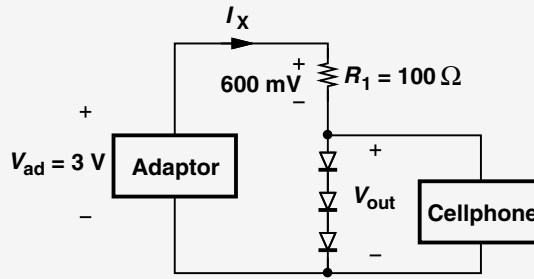 I_X
+
600 mV
−
R_1 = 100 Ω
+
V_ad = 3 V
−
Adaptor
+
V_out
−
Cellphone